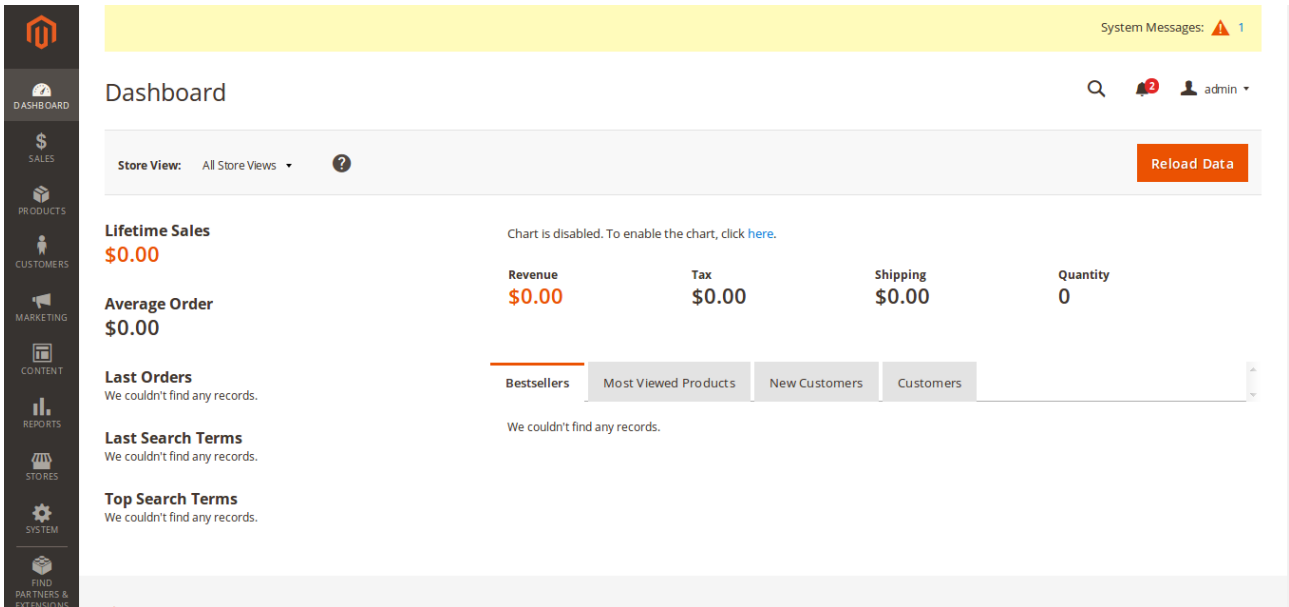 System Messages: 1
Dashboard
2
admin
Store View: All Store Views ?
Reload Data
DASHBOARD
SALES
PRODUCTS
CUSTOMERS
MARKETING
CONTENT
REPORTS
STORES
SYSTEM
FIND
PARTNERS &
EXTENSIONS
Lifetime Sales
$0.00
Average Order
$0.00
Last Orders
We couldn't find any records.
Last Search Terms
We couldn't find any records.
Top Search Terms
We couldn't find any records.
Chart is disabled. To enable the chart, click here.
Revenue Tax Shipping Quantity
$0.00 $0.00 $0.00 0
Bestsellers Most Viewed Products New Customers Customers
We couldn't find any records.